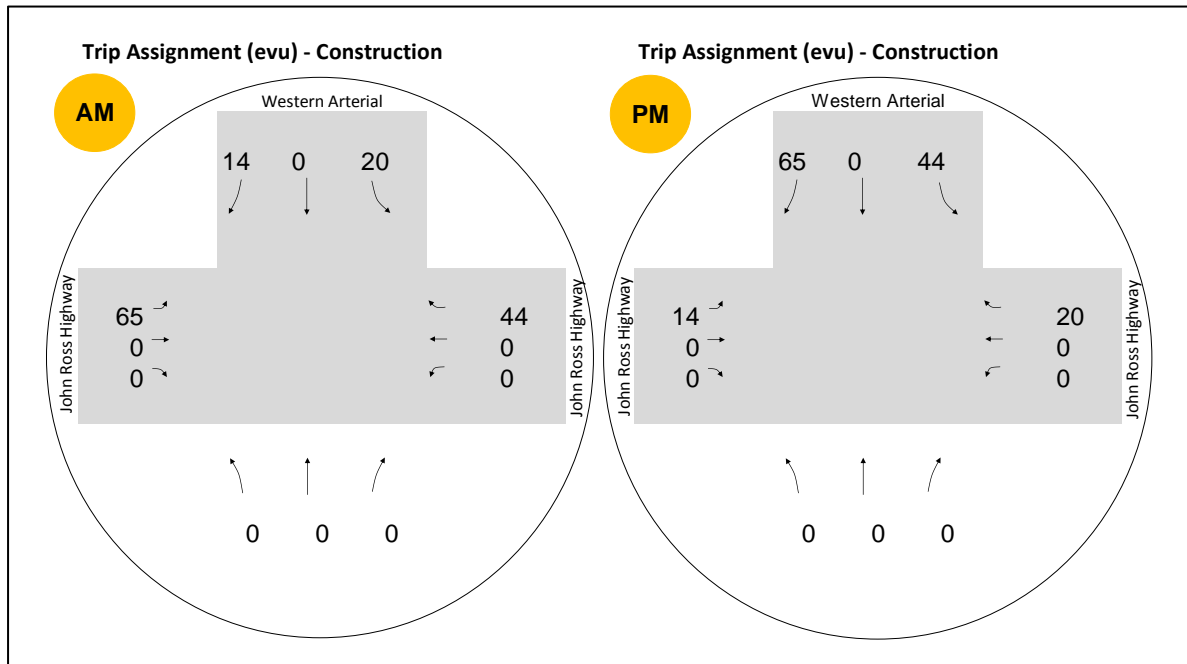 Trip Assignment (evu) - Construction
AM
Western Arterial
14 0 20
John Ross Highway
65
0
0
44
0
0
John Ross Highway
0 0 0
Trip Assignment (evu) - Construction
PM
Western Arterial
65 0 44
John Ross Highway
14
0
0
20
0
0
John Ross Highway
0 0 0